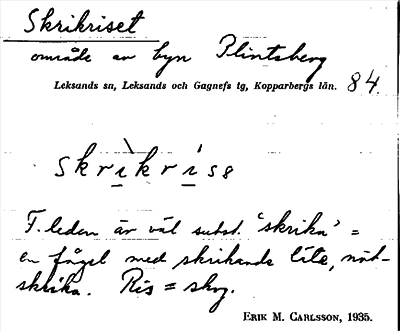 Skrikriset
område av byn Plintsberg
Leksands sn, Leksands och Gagnefs tg, Kopparbergs län. 84.
skrìkríss
F. leden är väl subst. 'skrika' =
en fågel med skrikande läte, nöt-
skrika. Ris = skog.
ERIK M. CARLSSON, 1935.